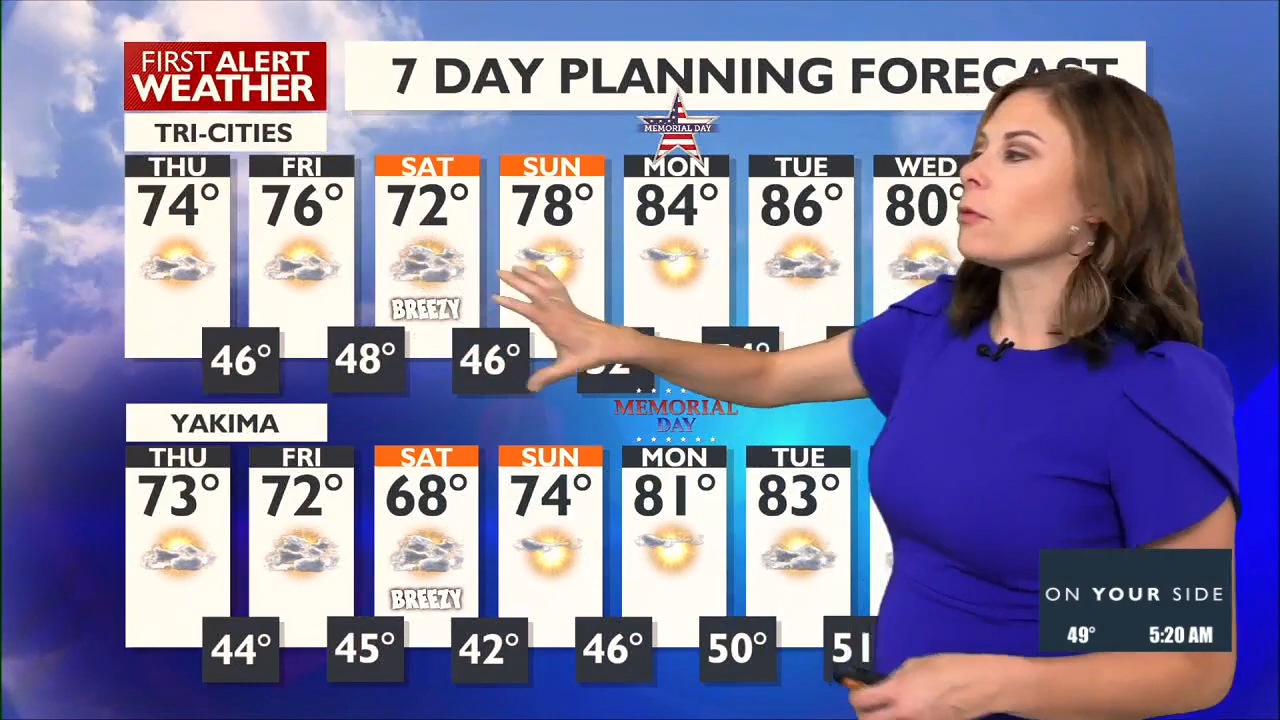 FIRST ALERT
WEATHER
7 DAY PLANNING FORECAST
TRI-CITIES
MEMORIAL DAY
THU FRI SAT SUN MON TUE WED
74° 76° 72° 78° 84° 86° 80°
BREEZY
46° 48° 46°
MEMORIAL
DAY
YAKIMA
THU FRI SAT SUN MON TUE
73° 72° 68° 74° 81° 83°
BREEZY
44° 45° 42° 46° 50° 51
ON YOUR SIDE
49° 5:20 AM